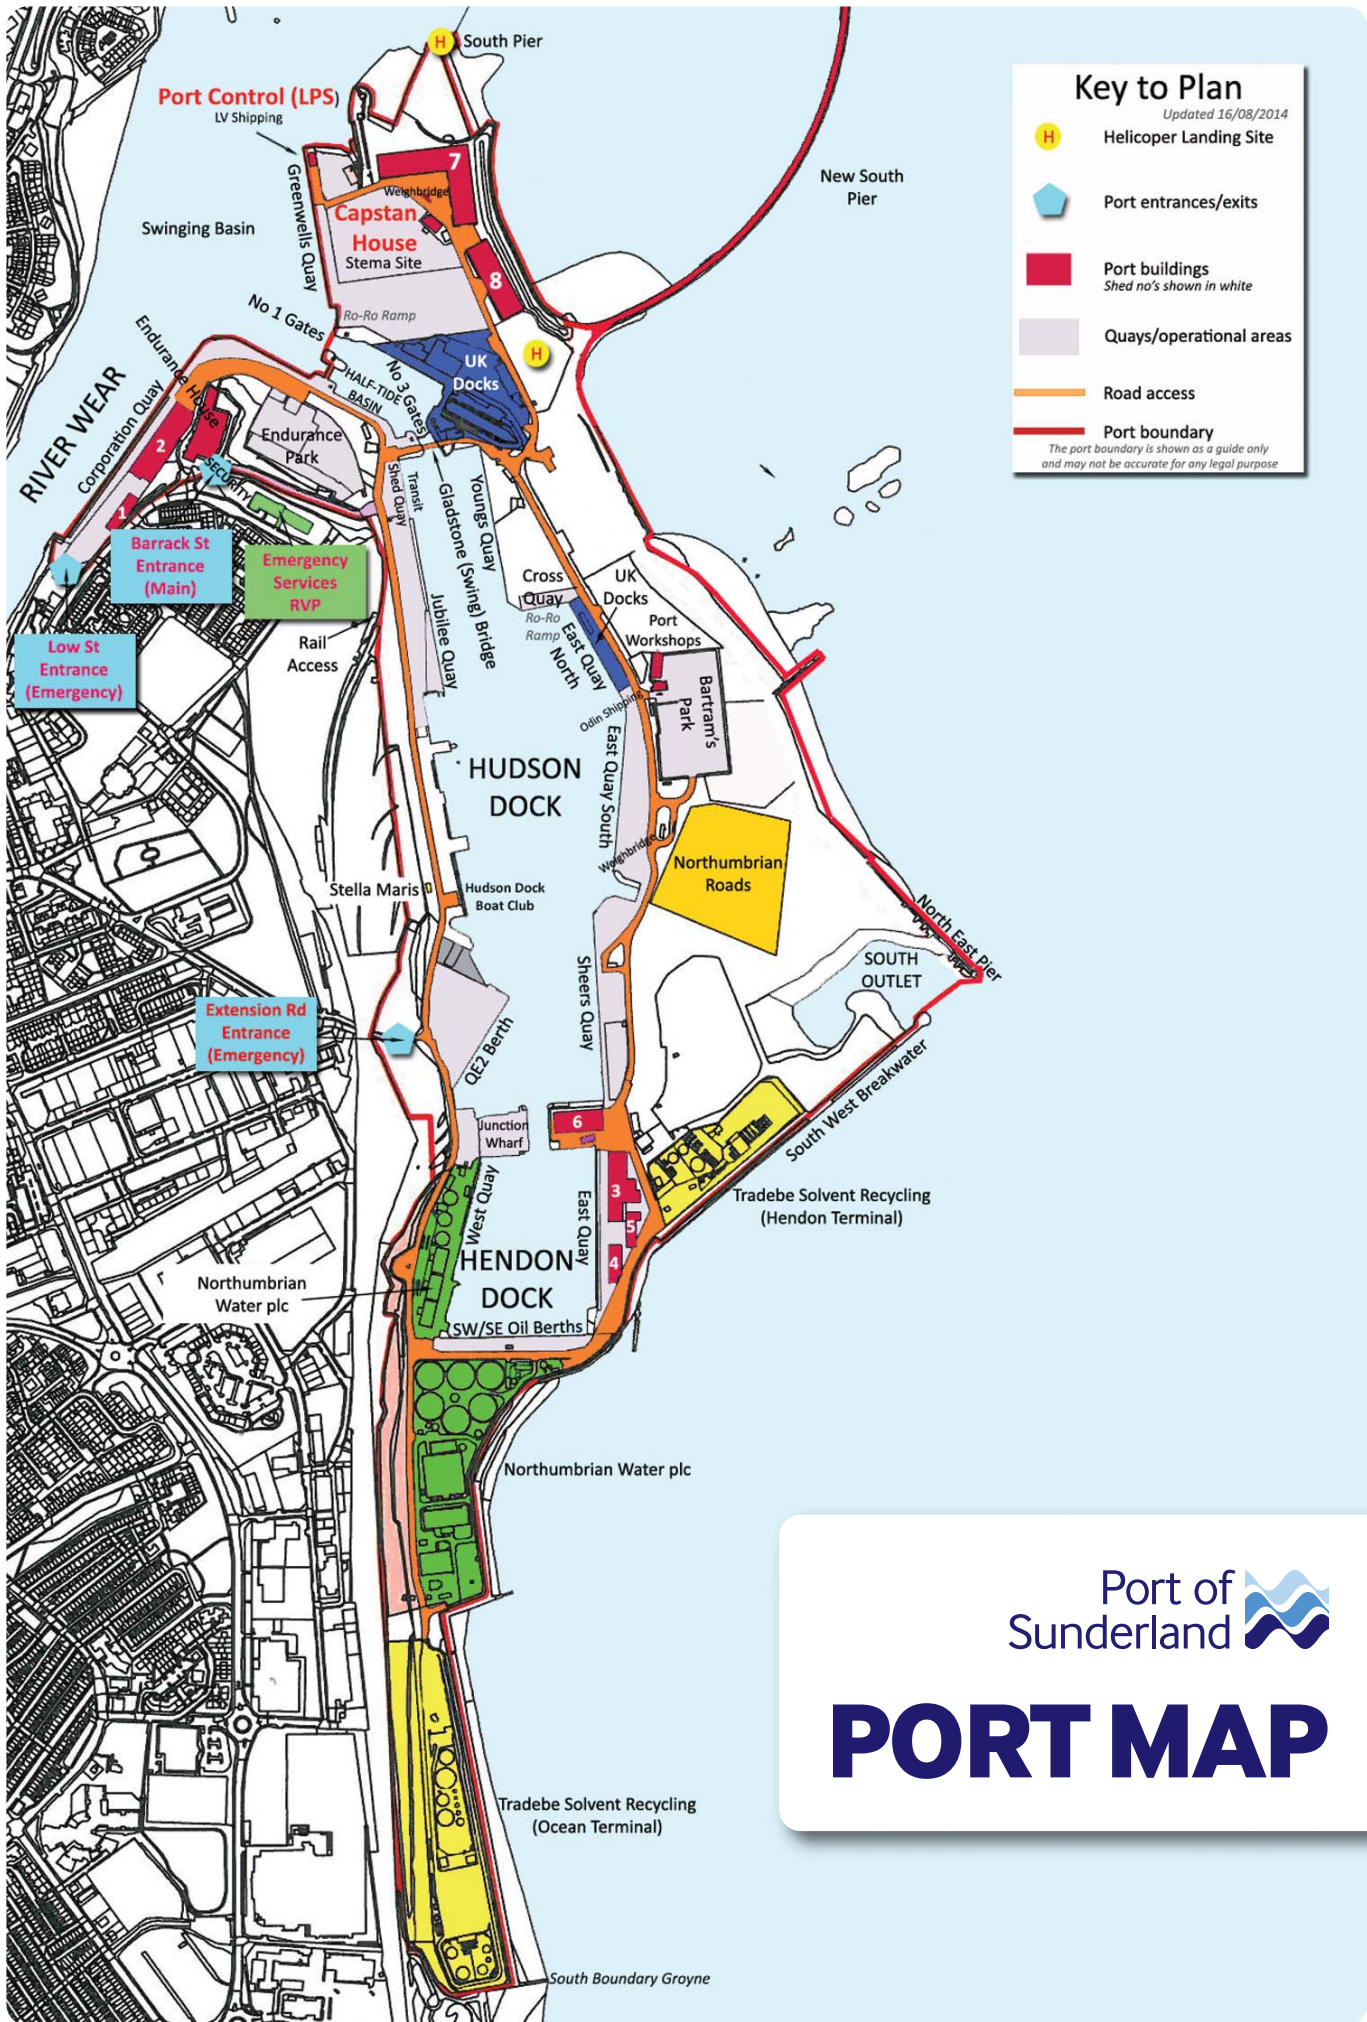 H
South Pier
Port Control (LPS)
LV Shipping
Key to Plan
Updated 16/08/2014
H
Helicoper Landing Site
Port entrances/exits
Port buildings
Shed no's shown in white
Quays/operational areas
Road access
Port boundary
The port boundary is shown as a guide only
and may not be accurate for any legal purpose
New South
Pier
7
Weighbridge
Greenwells Quay
Capstan
House
Stema Site
Swinging Basin
8
No 1 Gates
Ro-Ro Ramp
H
UK
Docks
Endurance House
HALF-TIDE
BASIN
No 3 Gates
RIVER WEAR
Corporation Quay
2
Endurance
Park
SECURITY
1
Transit
Shed Quay
Gladstone (Swing) Bridge
Youngs Quay
Barrack St
Entrance
(Main)
Emergency
Services
RVP
Low St
Entrance
(Emergency)
Rail
Access
Jubilee Quay
Cross
Quay
Ro-Ro
Ramp
UK
Docks
Port
Workshops
East Quay
North
Odin Shipping
Bartram's
Park
HUDSON
DOCK
East Quay South
Weighbridge
Northumbrian
Roads
Stella Maris
Hudson Dock
Boat Club
North East Pier
SOUTH
OUTLET
Sheers Quay
Extension Rd
Entrance
(Emergency)
QE2 Berth
South West Breakwater
Junction
Wharf
6
West Quay
East Quay
3
5
4
Tradebe Solvent Recycling
(Hendon Terminal)
HENDON
DOCK
Northumbrian
Water plc
SW/SE Oil Berths
Northumbrian Water plc
Port of
Sunderland
PORT MAP
Tradebe Solvent Recycling
(Ocean Terminal)
South Boundary Groyne